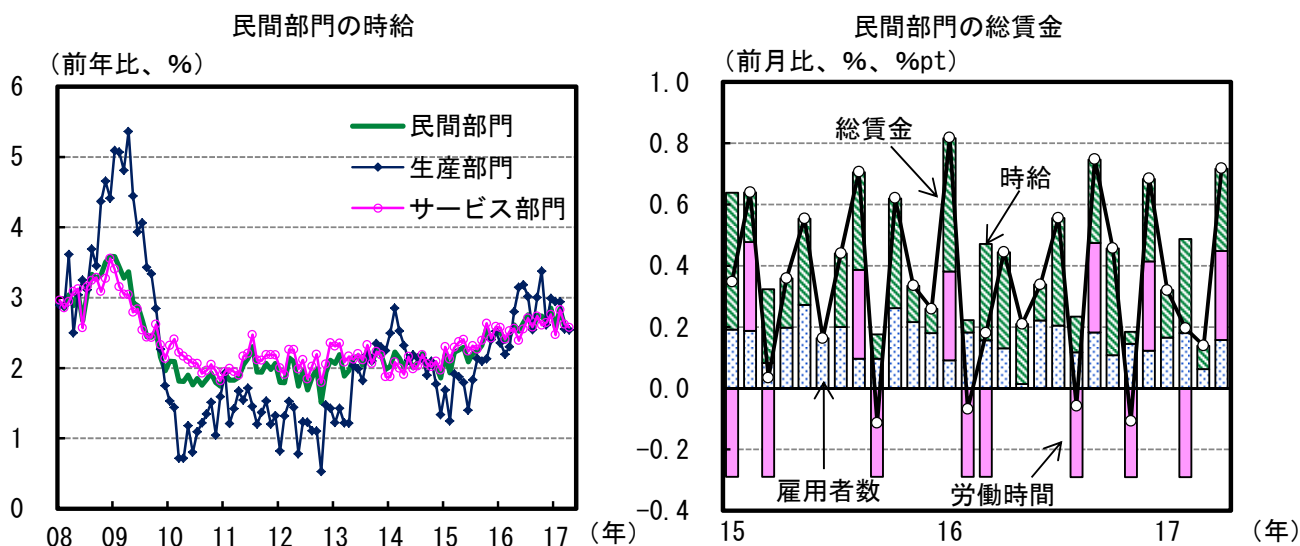 民間部門の時給
（前年比、％）
6
5
4
3
2
1
0
民間部門
生産部門
サービス部門
08 09 10 11 12 13 14 15 16 17 （年）
民間部門の総賃金
（前月比、％、％pt）
1.0
0.8
0.6
0.4
0.2
0.0
-0.2
-0.4
総賃金
時給
雇用者数
労働時間
15 16 17 （年）